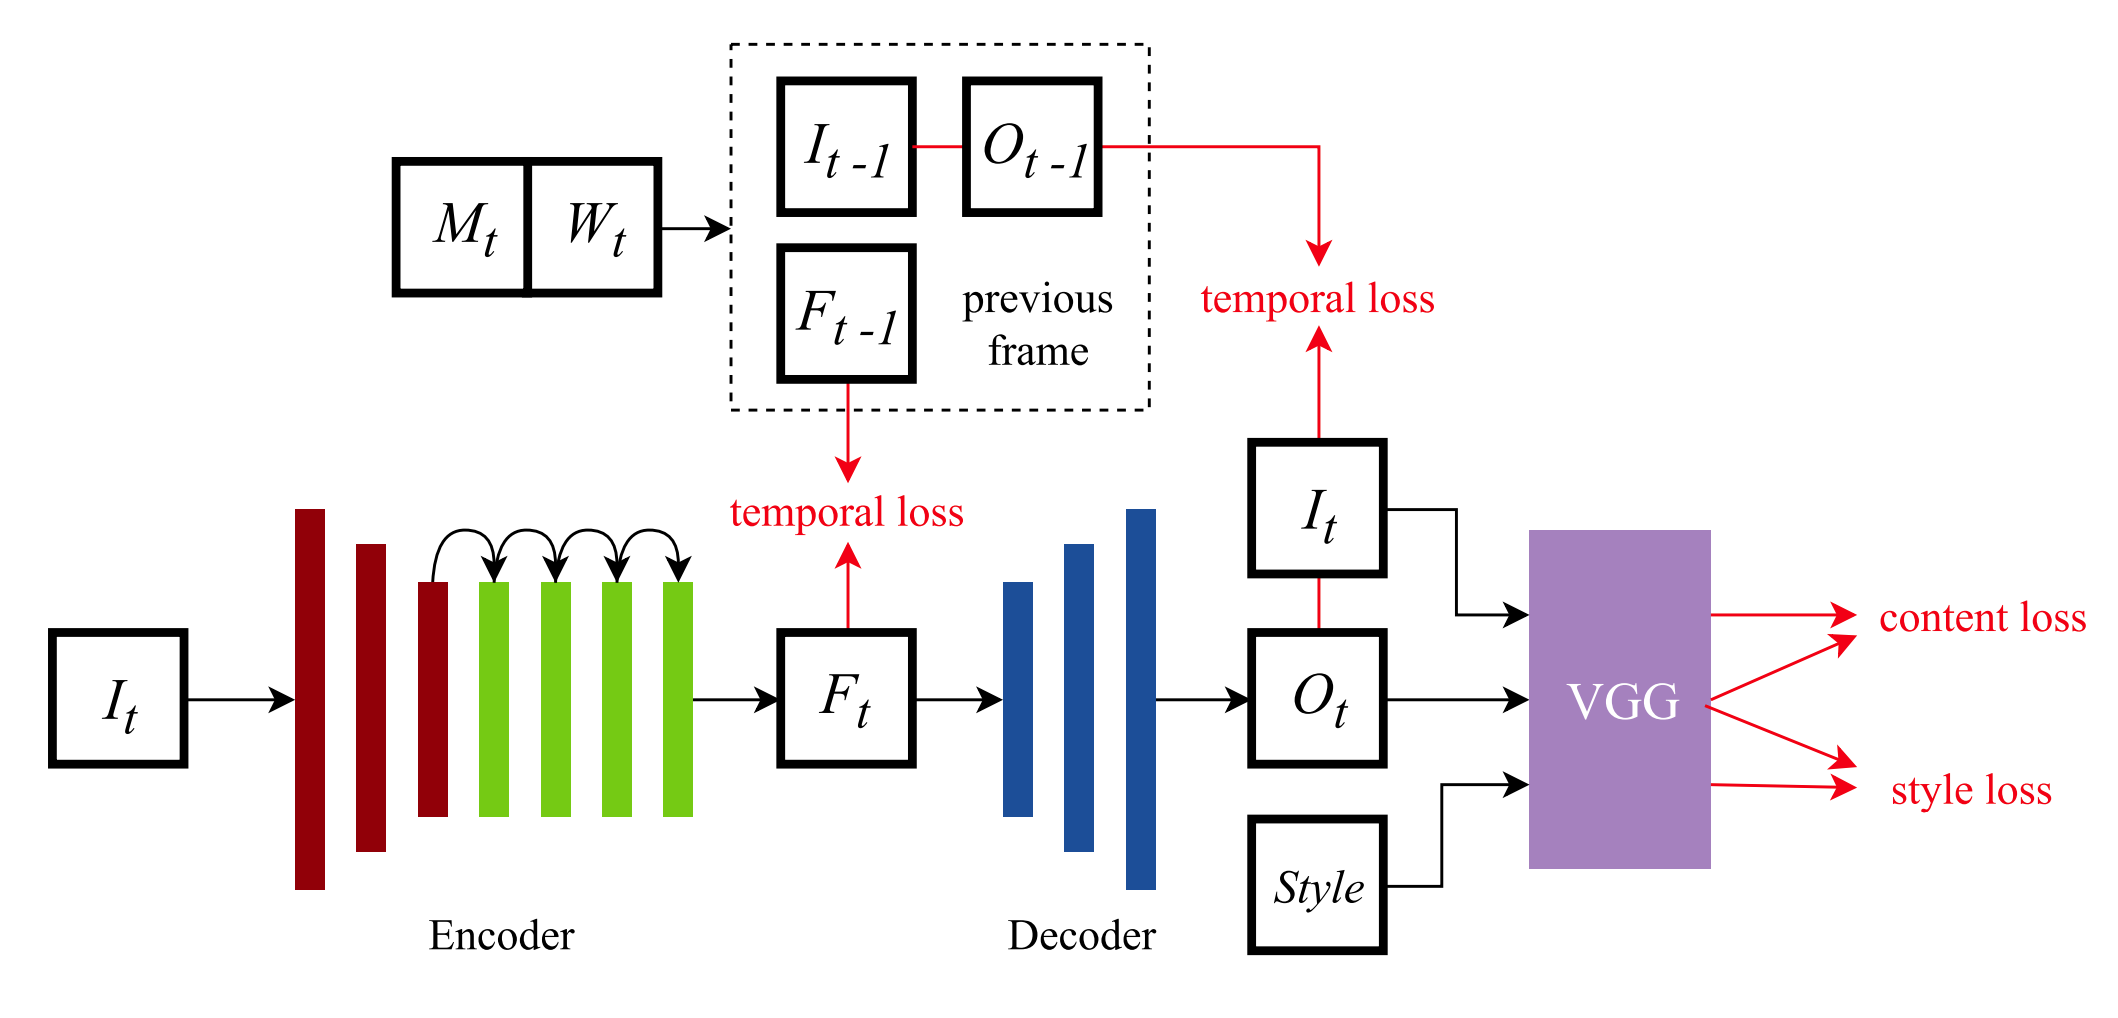 I_{t-1}
O_{t-1}
M_t
W_t
F_{t-1}
previous
frame
temporal loss
temporal loss
I_t
I_t
F_t
O_t
VGG
content loss
style loss
Style
Encoder
Decoder